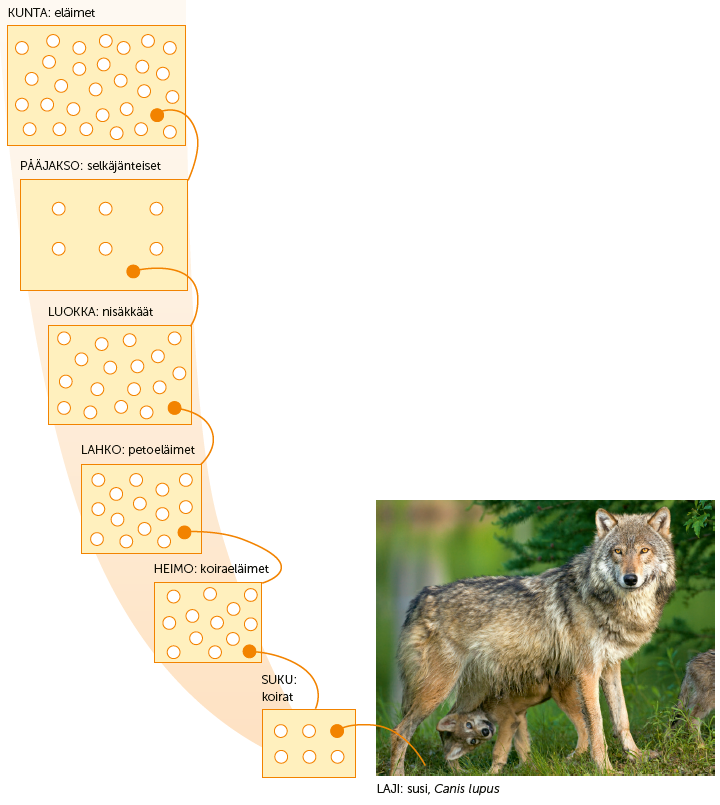 KUNTA: eläimet
PÄÄJAKSO: selkäjänteiset
LUOKKA: nisäkkäät
LAHKO: petoeläimet
HEIMO: koiraeläimet
SUKU:
koirat
LAJI: susi, Canis lupus